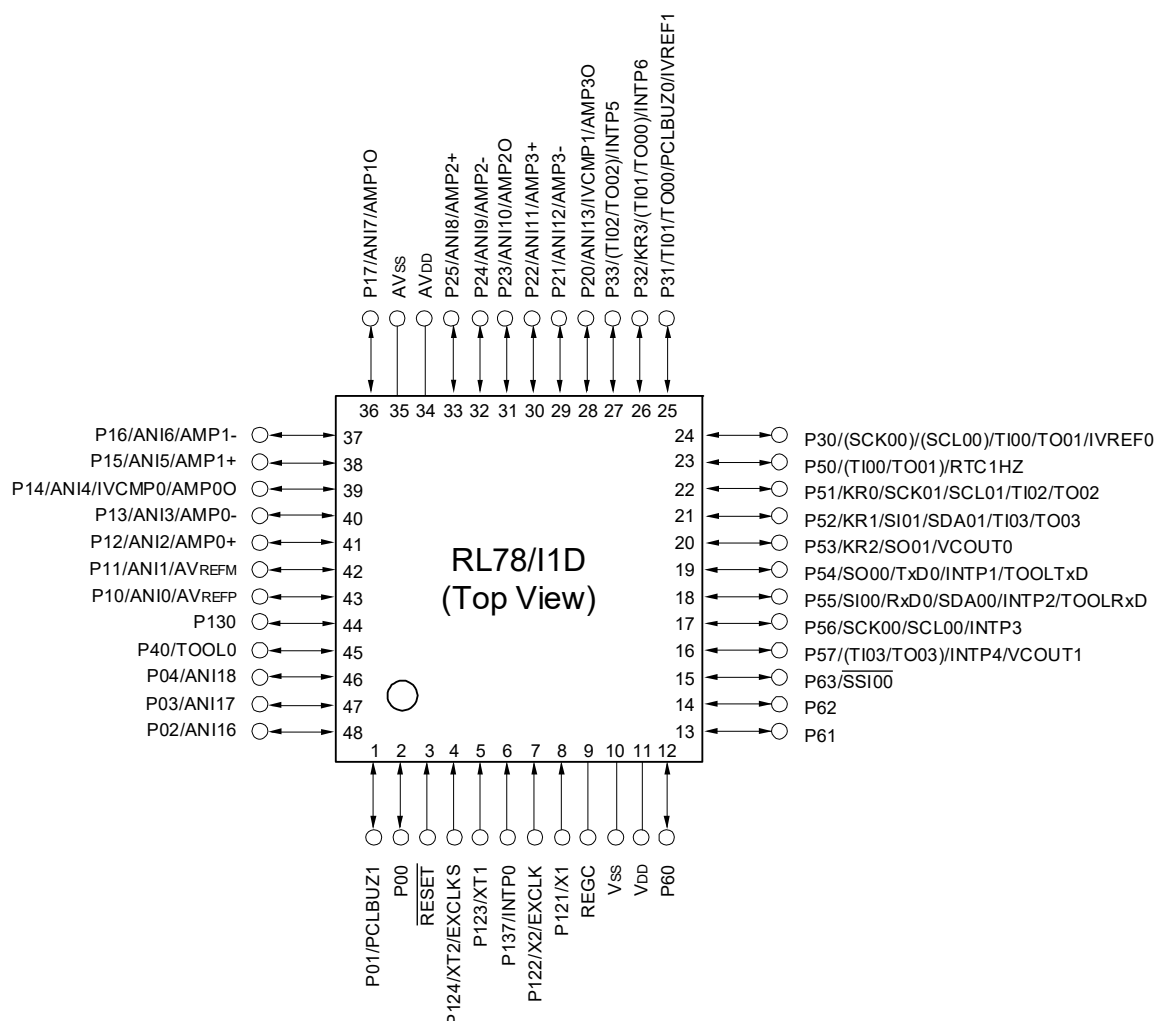 P17/ANI7/AMP1O
AVSS
AVDD
P25/ANI8/AMP2+
P24/ANI9/AMP2-
P23/ANI10/AMP2O
P22/ANI11/AMP3+
P21/ANI12/AMP3-
P20/ANI13/IVCMP1/AMP3O
P33/(TI02/TO02)/INTP5
P32/KR3/(TI01/TO00)/INTP6
P31/TI01/TO00/PCLBUZ0/IVREF1
36 35 34 33 32 31 30 29 28 27 26 25
P16/ANI6/AMP1- 37
P15/ANI5/AMP1+ 38
P14/ANI4/IVCMP0/AMP0O 39
P13/ANI3/AMP0- 40
P12/ANI2/AMP0+ 41
P11/ANI1/AVREFM 42
P10/ANI0/AVREFP 43
P130 44
P40/TOOL0 45
P04/ANI18 46
P03/ANI17 47
P02/ANI16 48
RL78/I1D
(Top View)
24 P30/(SCK00)/(SCL00)/TI00/TO01/IVREF0
23 P50/(TI00/TO01)/RTC1HZ
22 P51/KR0/SCK01/SCL01/TI02/TO02
21 P52/KR1/SI01/SDA01/TI03/TO03
20 P53/KR2/SO01/VCOUT0
19 P54/SO00/TxD0/INTP1/TOOLTxD
18 P55/SI00/RxD0/SDA00/INTP2/TOOLRxD
17 P56/SCK00/SCL00/INTP3
16 P57/(TI03/TO03)/INTP4/VCOUT1
15 P63/SSI00
14 P62
13 P61
1 2 3 4 5 6 7 8 9 10 11 12
P01/PCLBUZ1
P00
RESET
P124/XT2/EXCLKS
P123/XT1
P137/INTP0
P122/X2/EXCLK
P121/X1
REGC
VSS
VDD
P60